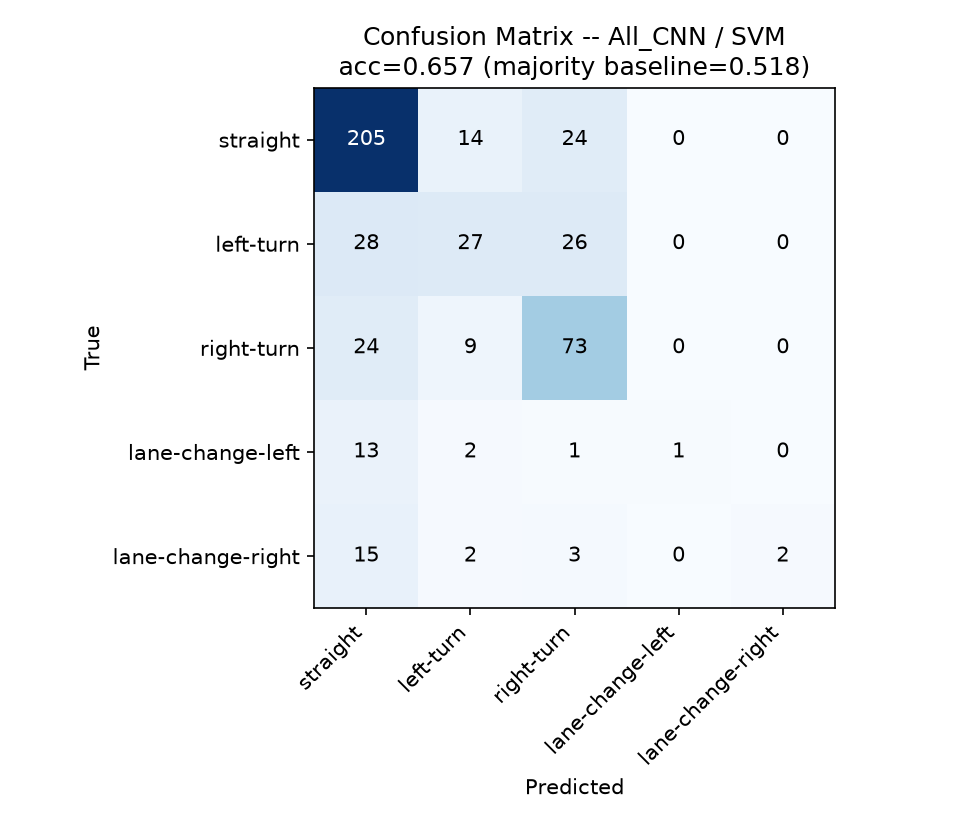 Confusion Matrix -- All_CNN / SVM
acc=0.657 (majority baseline=0.518)
True
straight 205 14 24 0 0
left-turn 28 27 26 0 0
right-turn 24 9 73 0 0
lane-change-left 13 2 1 1 0
lane-change-right 15 2 3 0 2
straight left-turn right-turn lane-change-left lane-change-right
Predicted